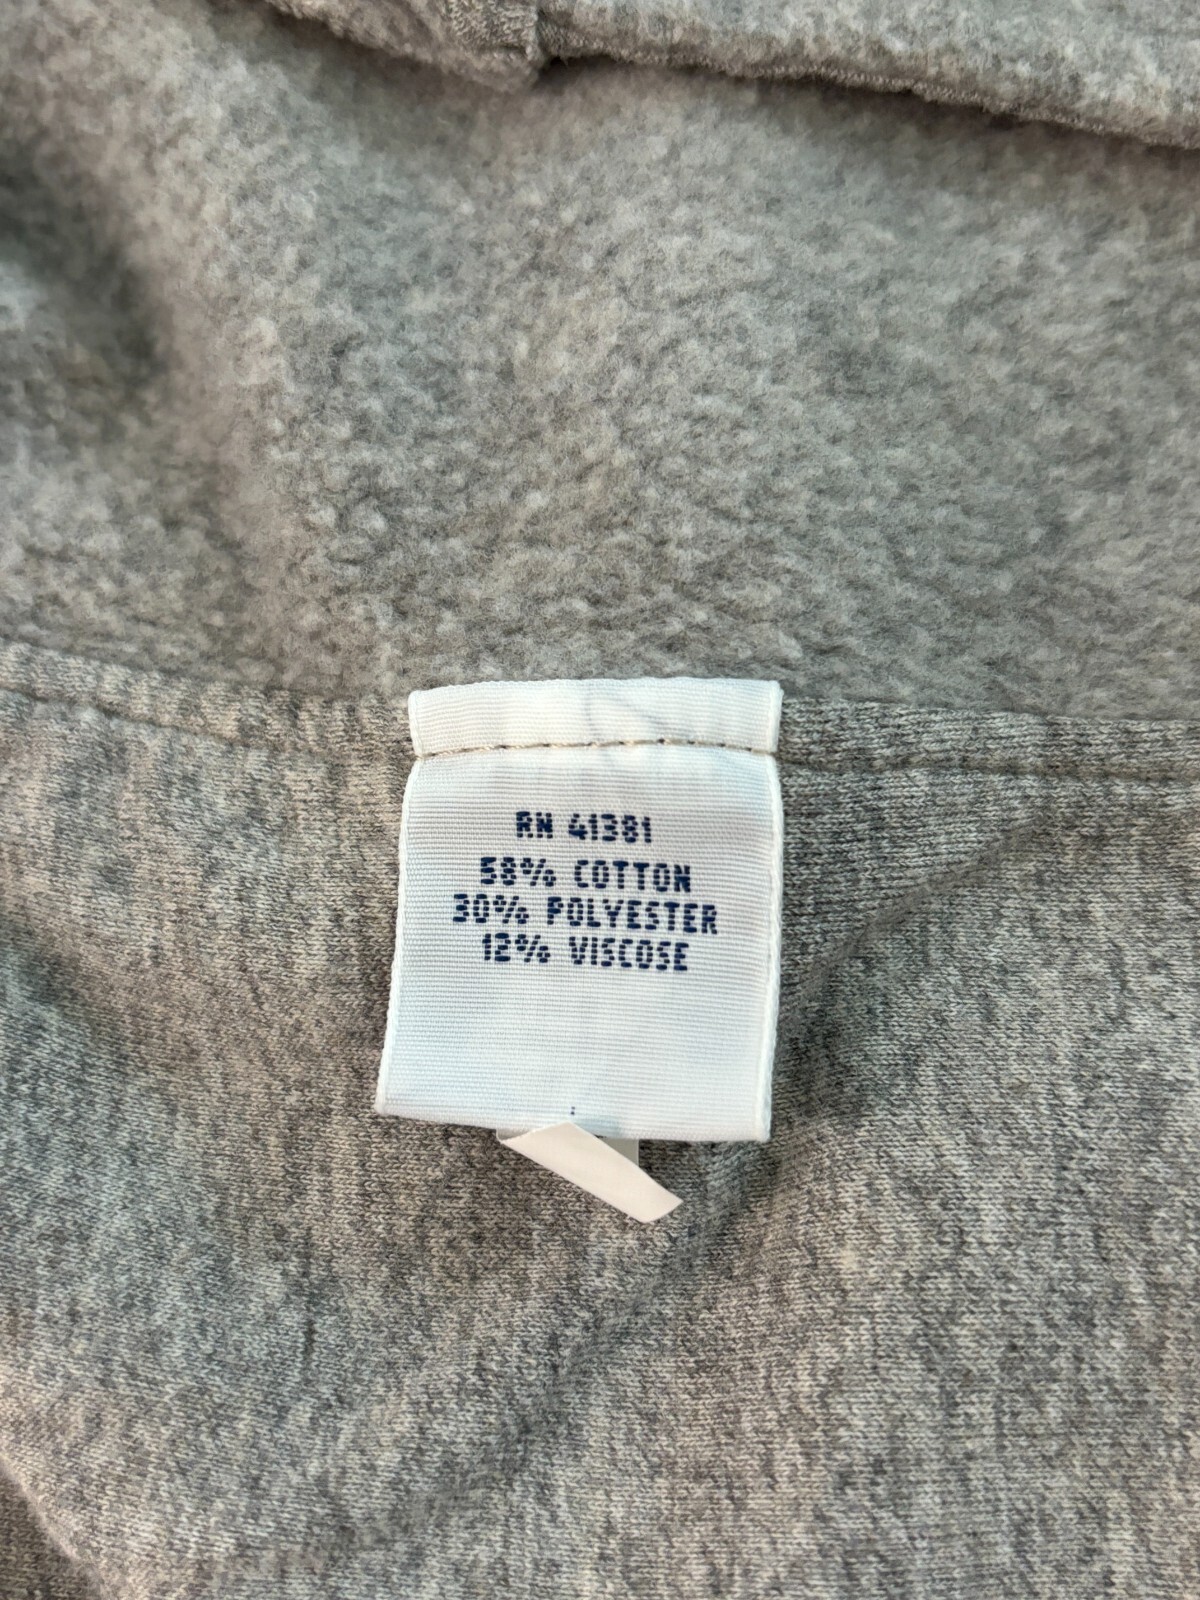 RN 41381
58% COTTON
30% POLYESTER
12% VISCOSE